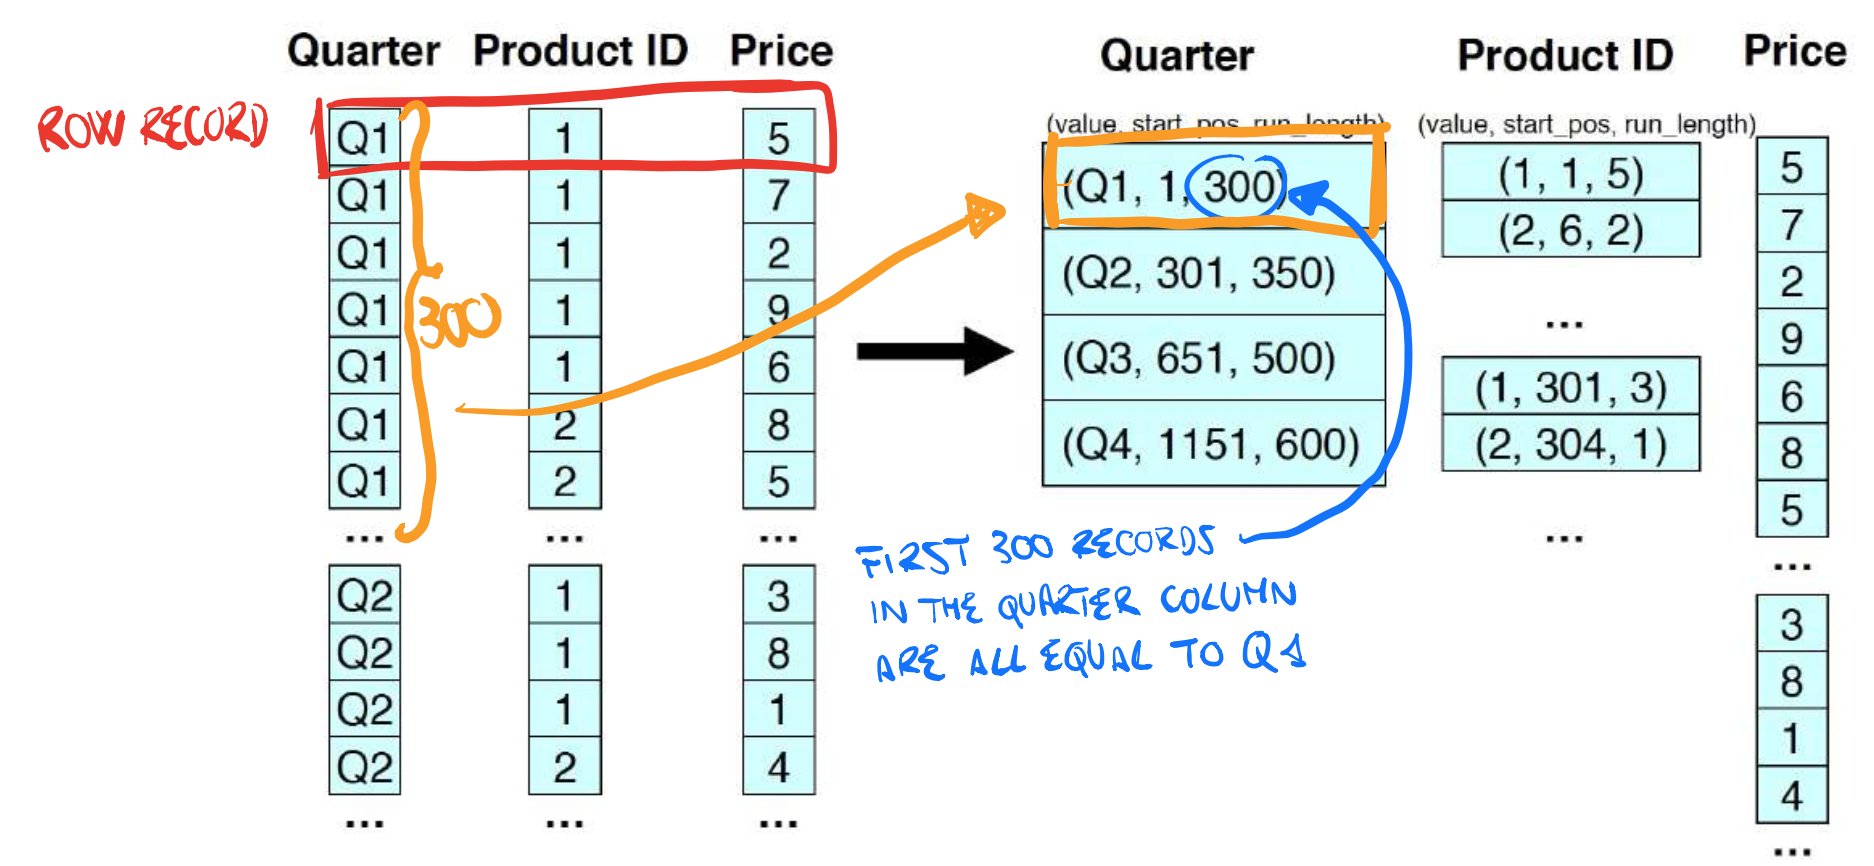 Quarter Product ID Price
ROW RECORD
Q1 1 5
Q1 1 7
Q1 1 2
Q1 1 9
Q1 1 6
Q1 2 8
Q1 2 5
... ... ...
300
Q2 1 3
Q2 1 8
Q2 1 1
Q2 2 4
... ... ...
Quarter Product ID Price
(value, start_pos, run_length) (value, start_pos, run_length)
(Q1, 1, 300)
(Q2, 301, 350)
(Q3, 651, 500)
(Q4, 1151, 600)
(1, 1, 5)
(2, 6, 2)
...
(1, 301, 3)
(2, 304, 1)
...
5
7
2
9
6
8
5
...
3
8
1
4
...
FIRST 300 RECORDS
IN THE QUARTER COLUMN
ARE ALL EQUAL TO Q1